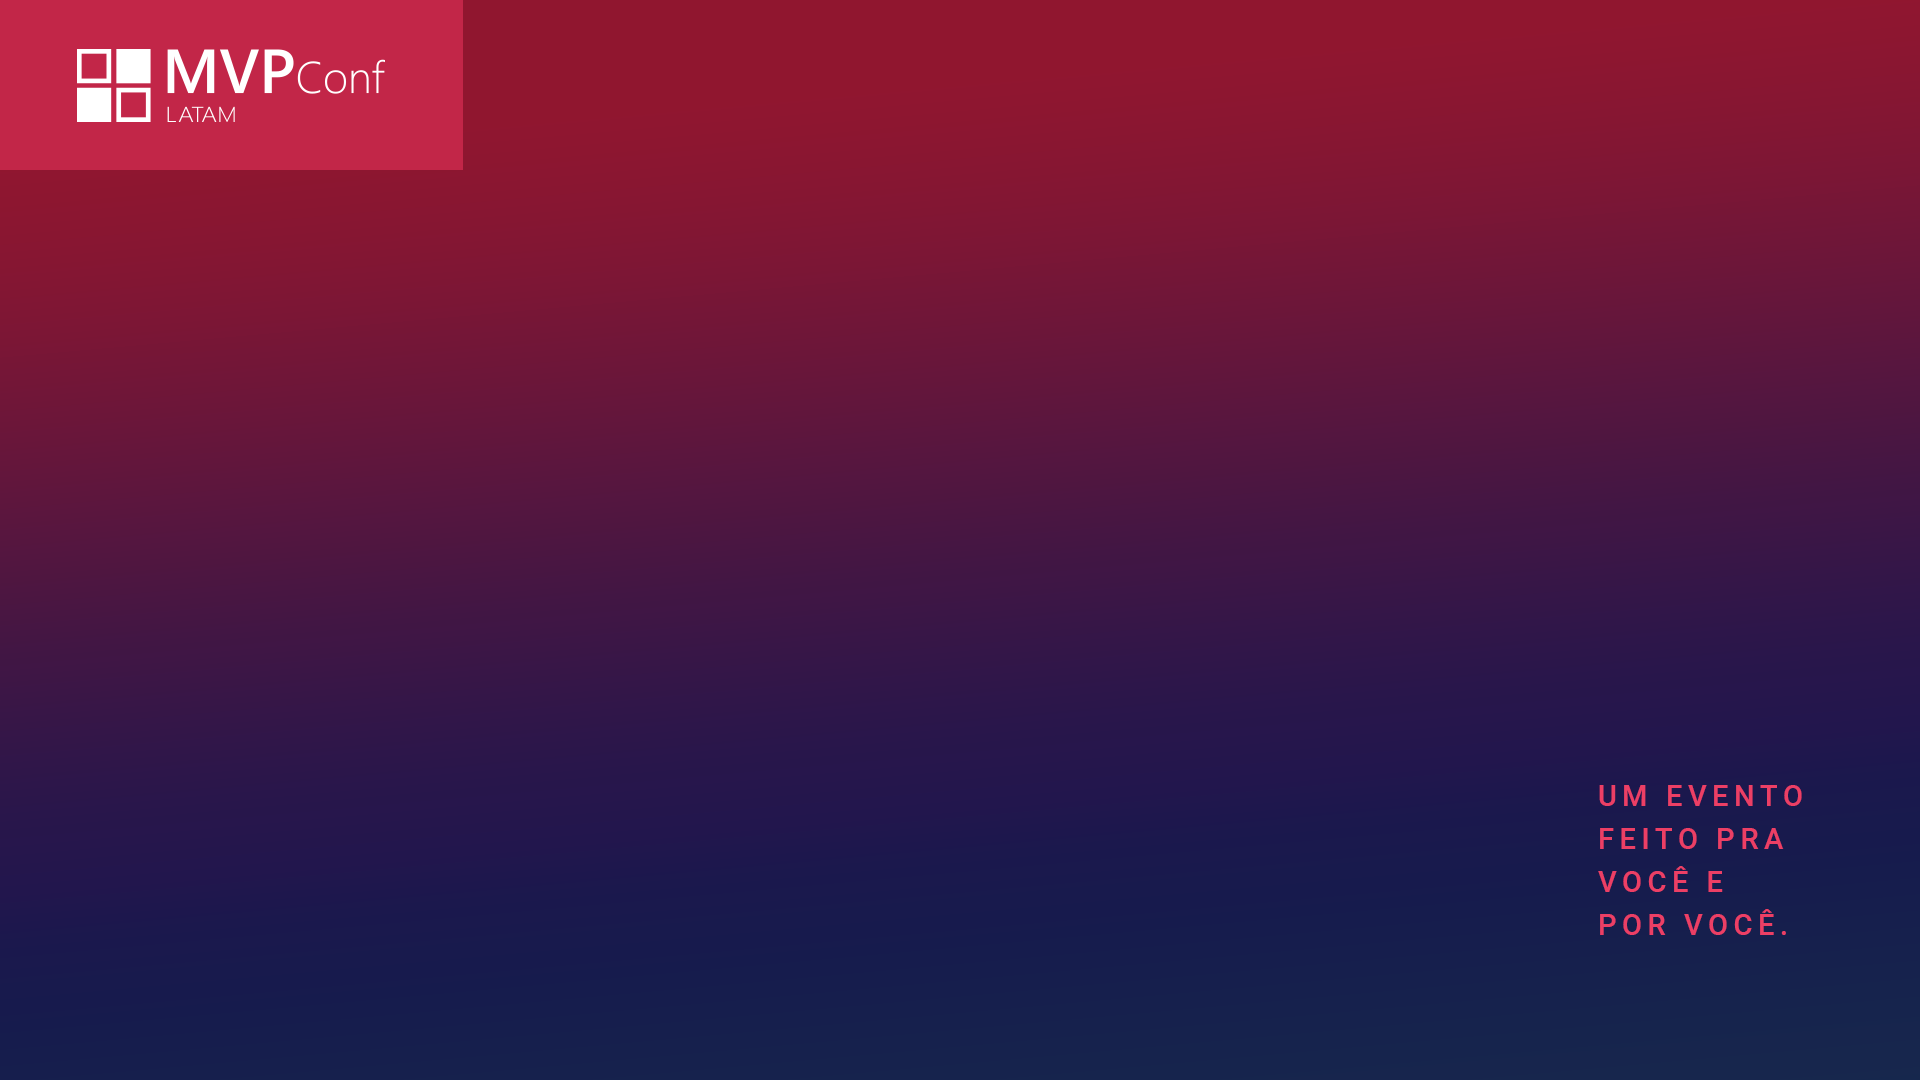 MVPConf
LATAM
UM EVENTO
FEITO PRA
VOCÊ E
POR VOCÊ.